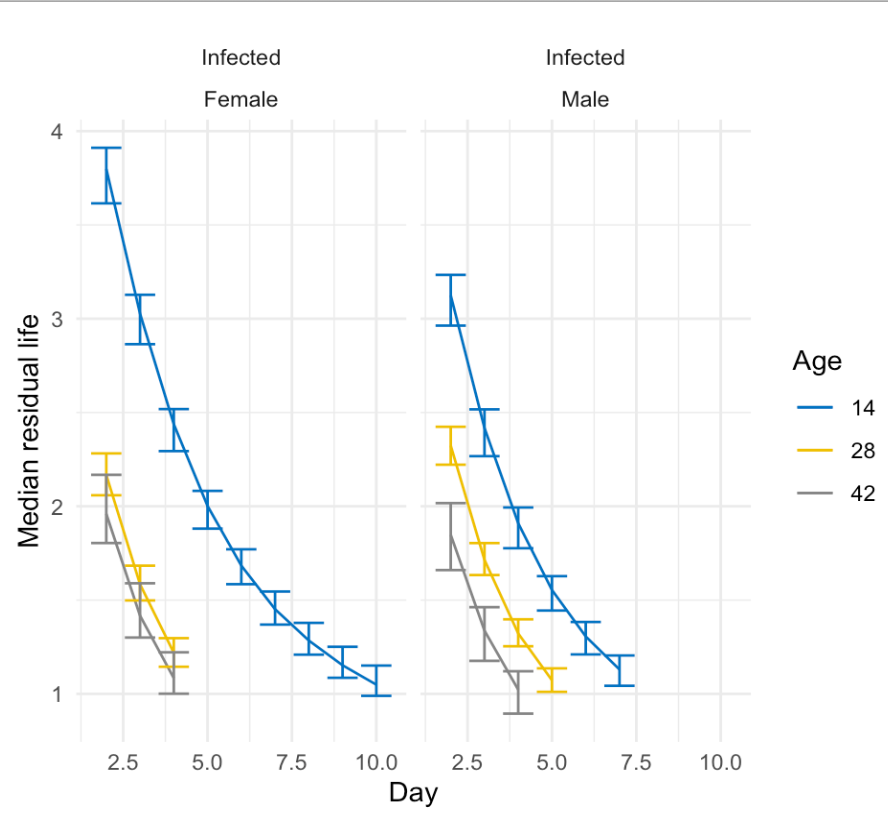 Infected
Female
Infected
Male
Median residual life
4
3
2
1
2.5 5.0 7.5 10.0
2.5 5.0 7.5 10.0
Day
Age
14
28
42